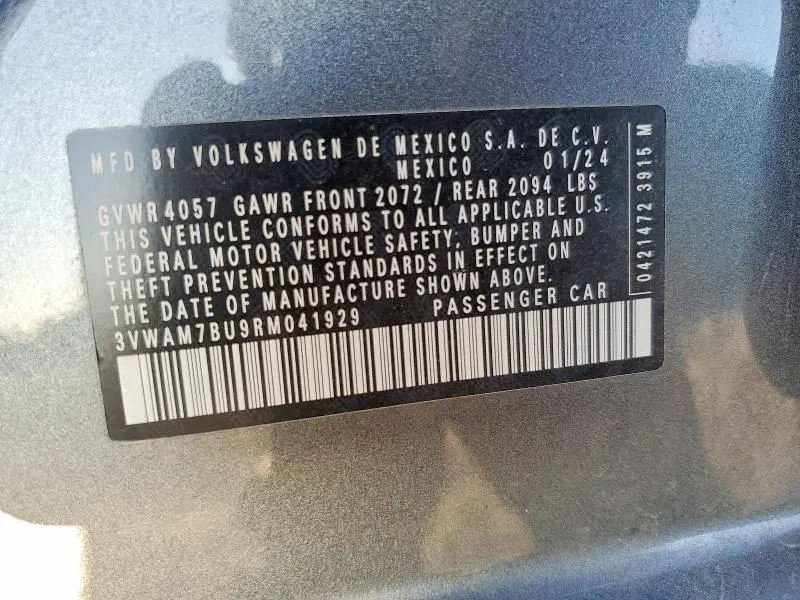 MFD BY VOLKSWAGEN DE MEXICO S.A. DE C.V.
MEXICO 01/24
GVWR 4057 GAWR FRONT 2072 / REAR 2094 LBS
THIS VEHICLE CONFORMS TO ALL APPLICABLE U.S.
FEDERAL MOTOR VEHICLE SAFETY, BUMPER AND
THEFT PREVENTION STANDARDS IN EFFECT ON
THE DATE OF MANUFACTURE SHOWN ABOVE.
3VWAM7BU9RM041929 PASSENGER CAR
0421472 3915 M